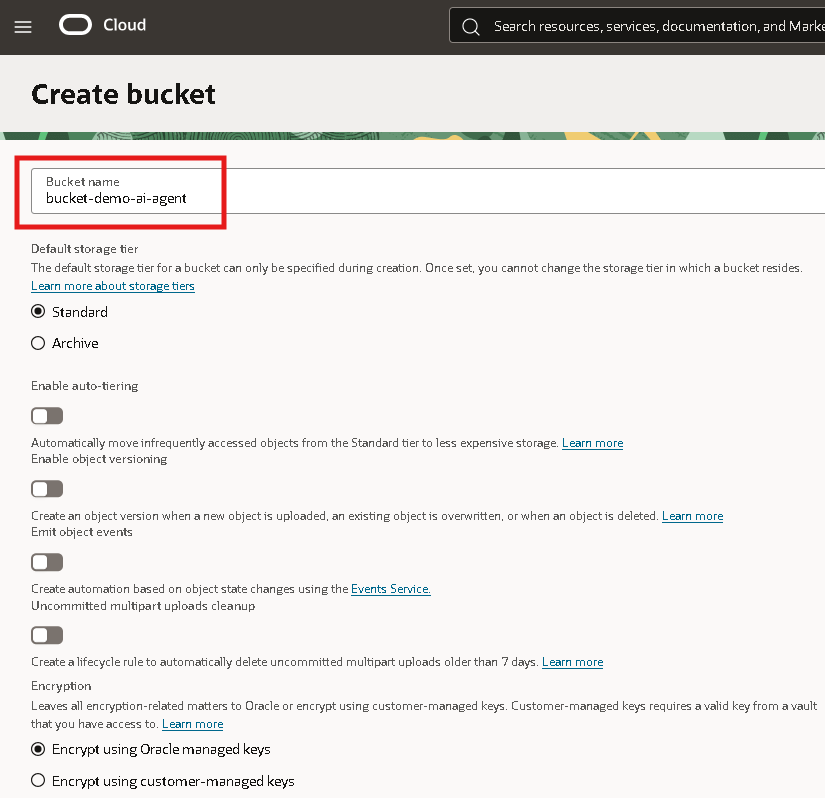 Cloud
Search resources, services, documentation, and Marke
Create bucket
Bucket name
bucket-demo-ai-agent
Default storage tier
The default storage tier for a bucket can only be specified during creation. Once set, you cannot change the storage tier in which a bucket resides.
Learn more about storage tiers
Standard
Archive
Enable auto-tiering
Automatically move infrequently accessed objects from the Standard tier to less expensive storage. Learn more
Enable object versioning
Create an object version when a new object is uploaded, an existing object is overwritten, or when an object is deleted. Learn more
Emit object events
Create automation based on object state changes using the Events Service.
Uncommitted multipart uploads cleanup
Create a lifecycle rule to automatically delete uncommitted multipart uploads older than 7 days. Learn more
Encryption
Leaves all encryption-related matters to Oracle or encrypt using customer-managed keys. Customer-managed keys requires a valid key from a vault
that you have access to. Learn more
Encrypt using Oracle managed keys
Encrypt using customer-managed keys